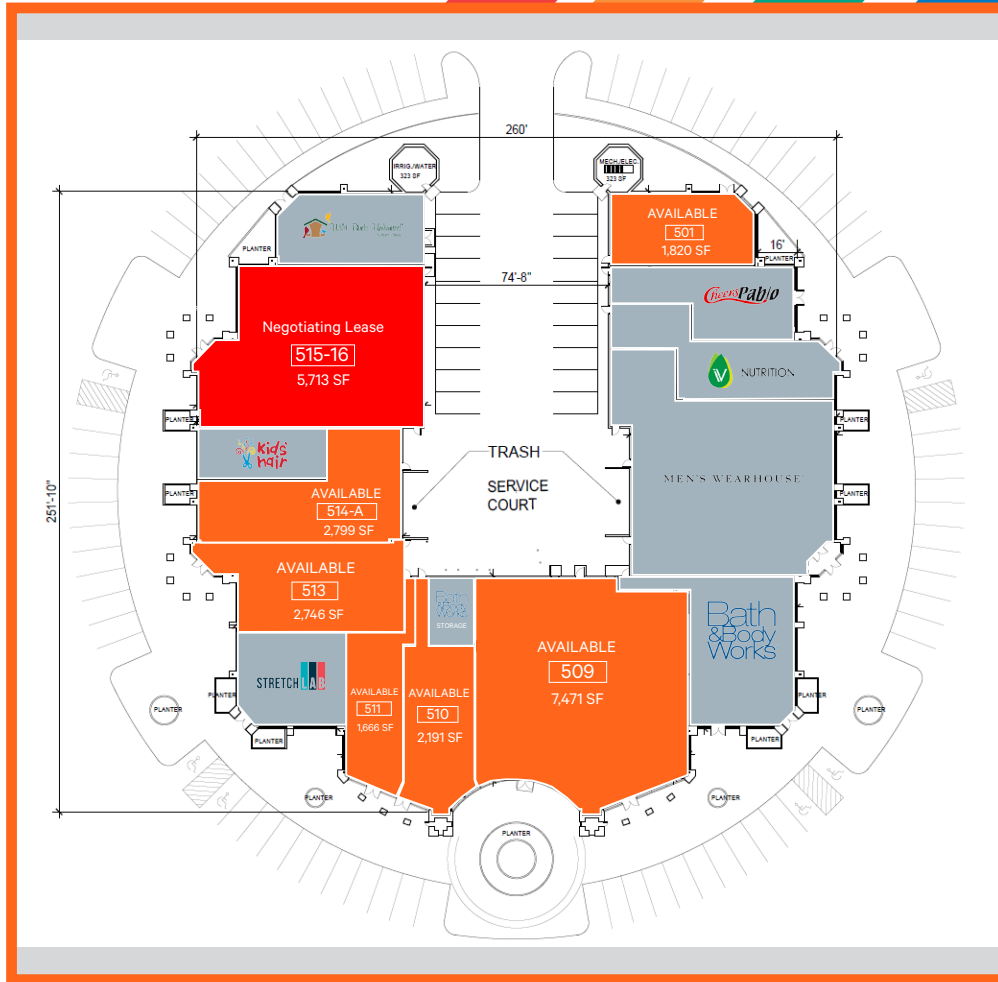 260'
IRRIG./WATER
323 SF
MECH/ELEC.
323 SF
AVAILABLE
501
1,820 SF
PLANTER
16'
PLANTER
74'-8"
CheersPablo
Negotiating Lease
515-16
5,713 SF
NUTRITION
PLANTER
PLANTER
kids'
hair
TRASH
SERVICE
COURT
MEN'S WEARHOUSE
251'-10"
PLANTER
PLANTER
AVAILABLE
514-A
2,799 SF
AVAILABLE
513
2,746 SF
Bath
&Body
Works
STORAGE
AVAILABLE
509
7,471 SF
Bath
&Body
Works
STRETCH LAB
AVAILABLE
511
1,666 SF
AVAILABLE
510
2,191 SF
PLANTER
PLANTER
PLANTER
PLANTER
PLANTER
PLANTER
PLANTER
PLANTER
PLANTER